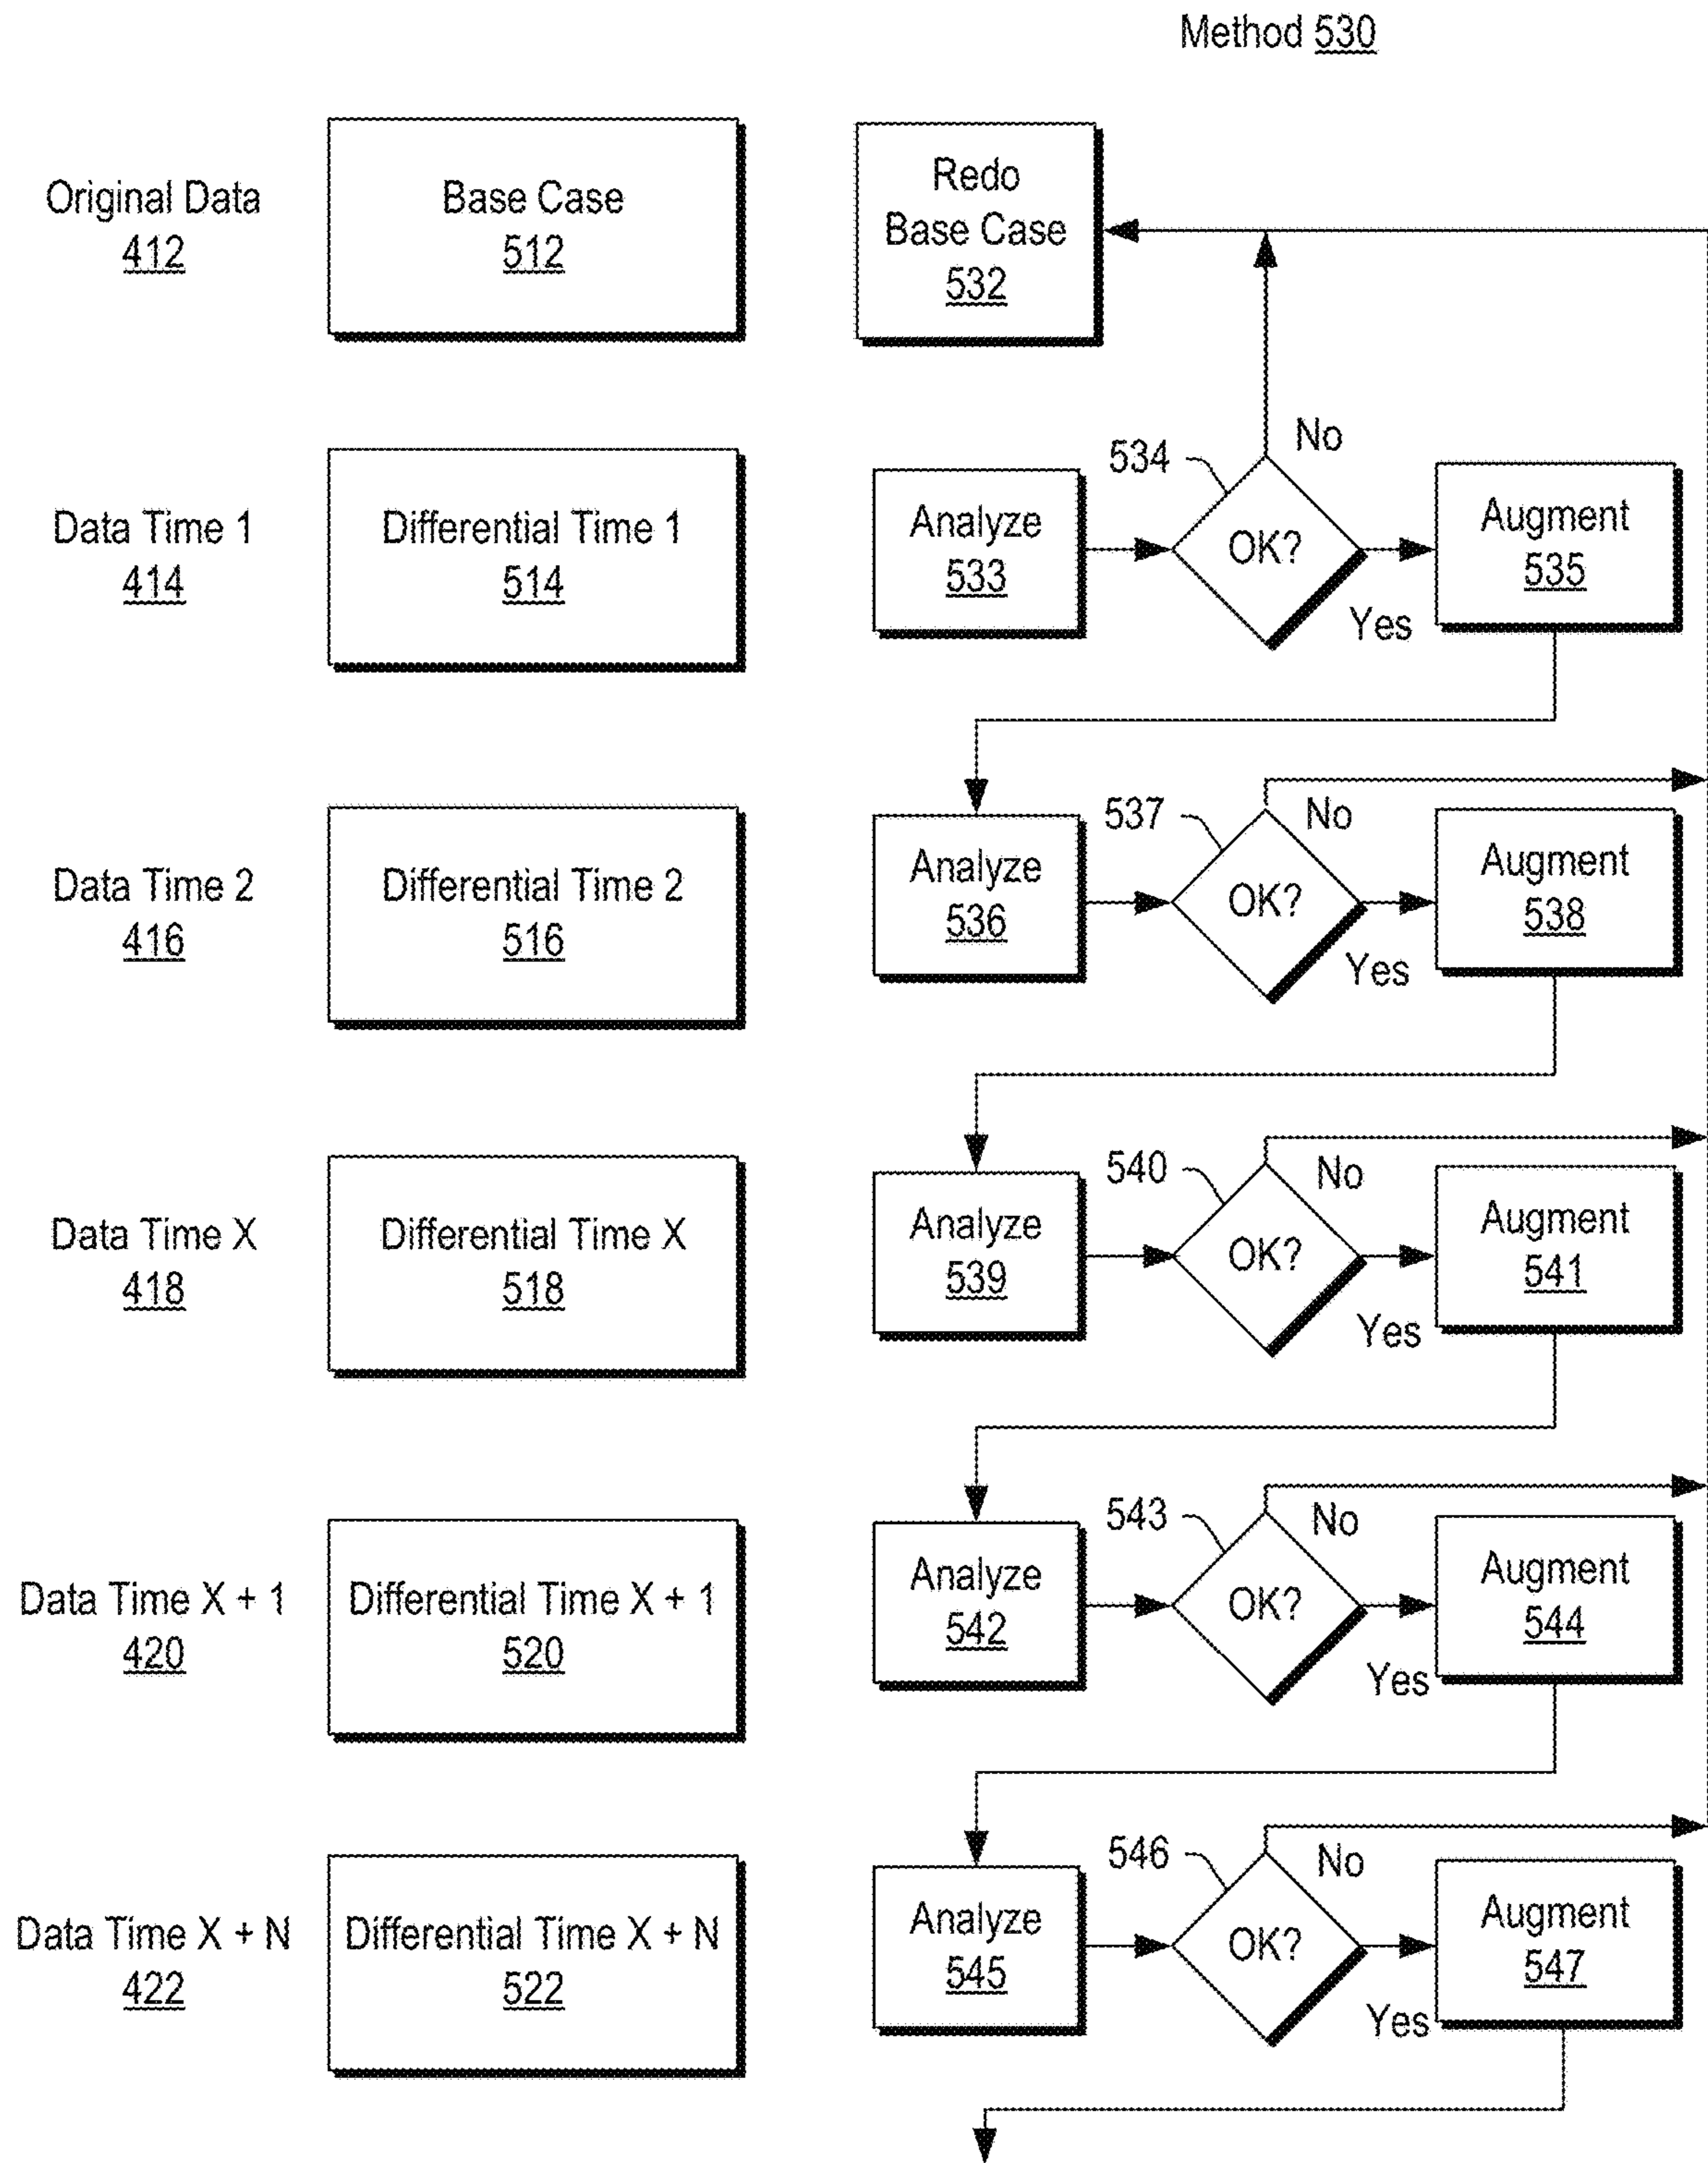 Method 530
Original Data
412
Base Case
512
Redo
Base Case
532
Data Time 1
414
Differential Time 1
514
Analyze
533
534
OK?
No
Yes
Augment
535
Data Time 2
416
Differential Time 2
516
Analyze
536
537
OK?
No
Yes
Augment
538
Data Time X
418
Differential Time X
518
Analyze
539
540
OK?
No
Yes
Augment
541
Data Time X + 1
420
Differential Time X + 1
520
Analyze
542
543
OK?
No
Yes
Augment
544
Data Time X + N
422
Differential Time X + N
522
Analyze
545
546
OK?
No
Yes
Augment
547